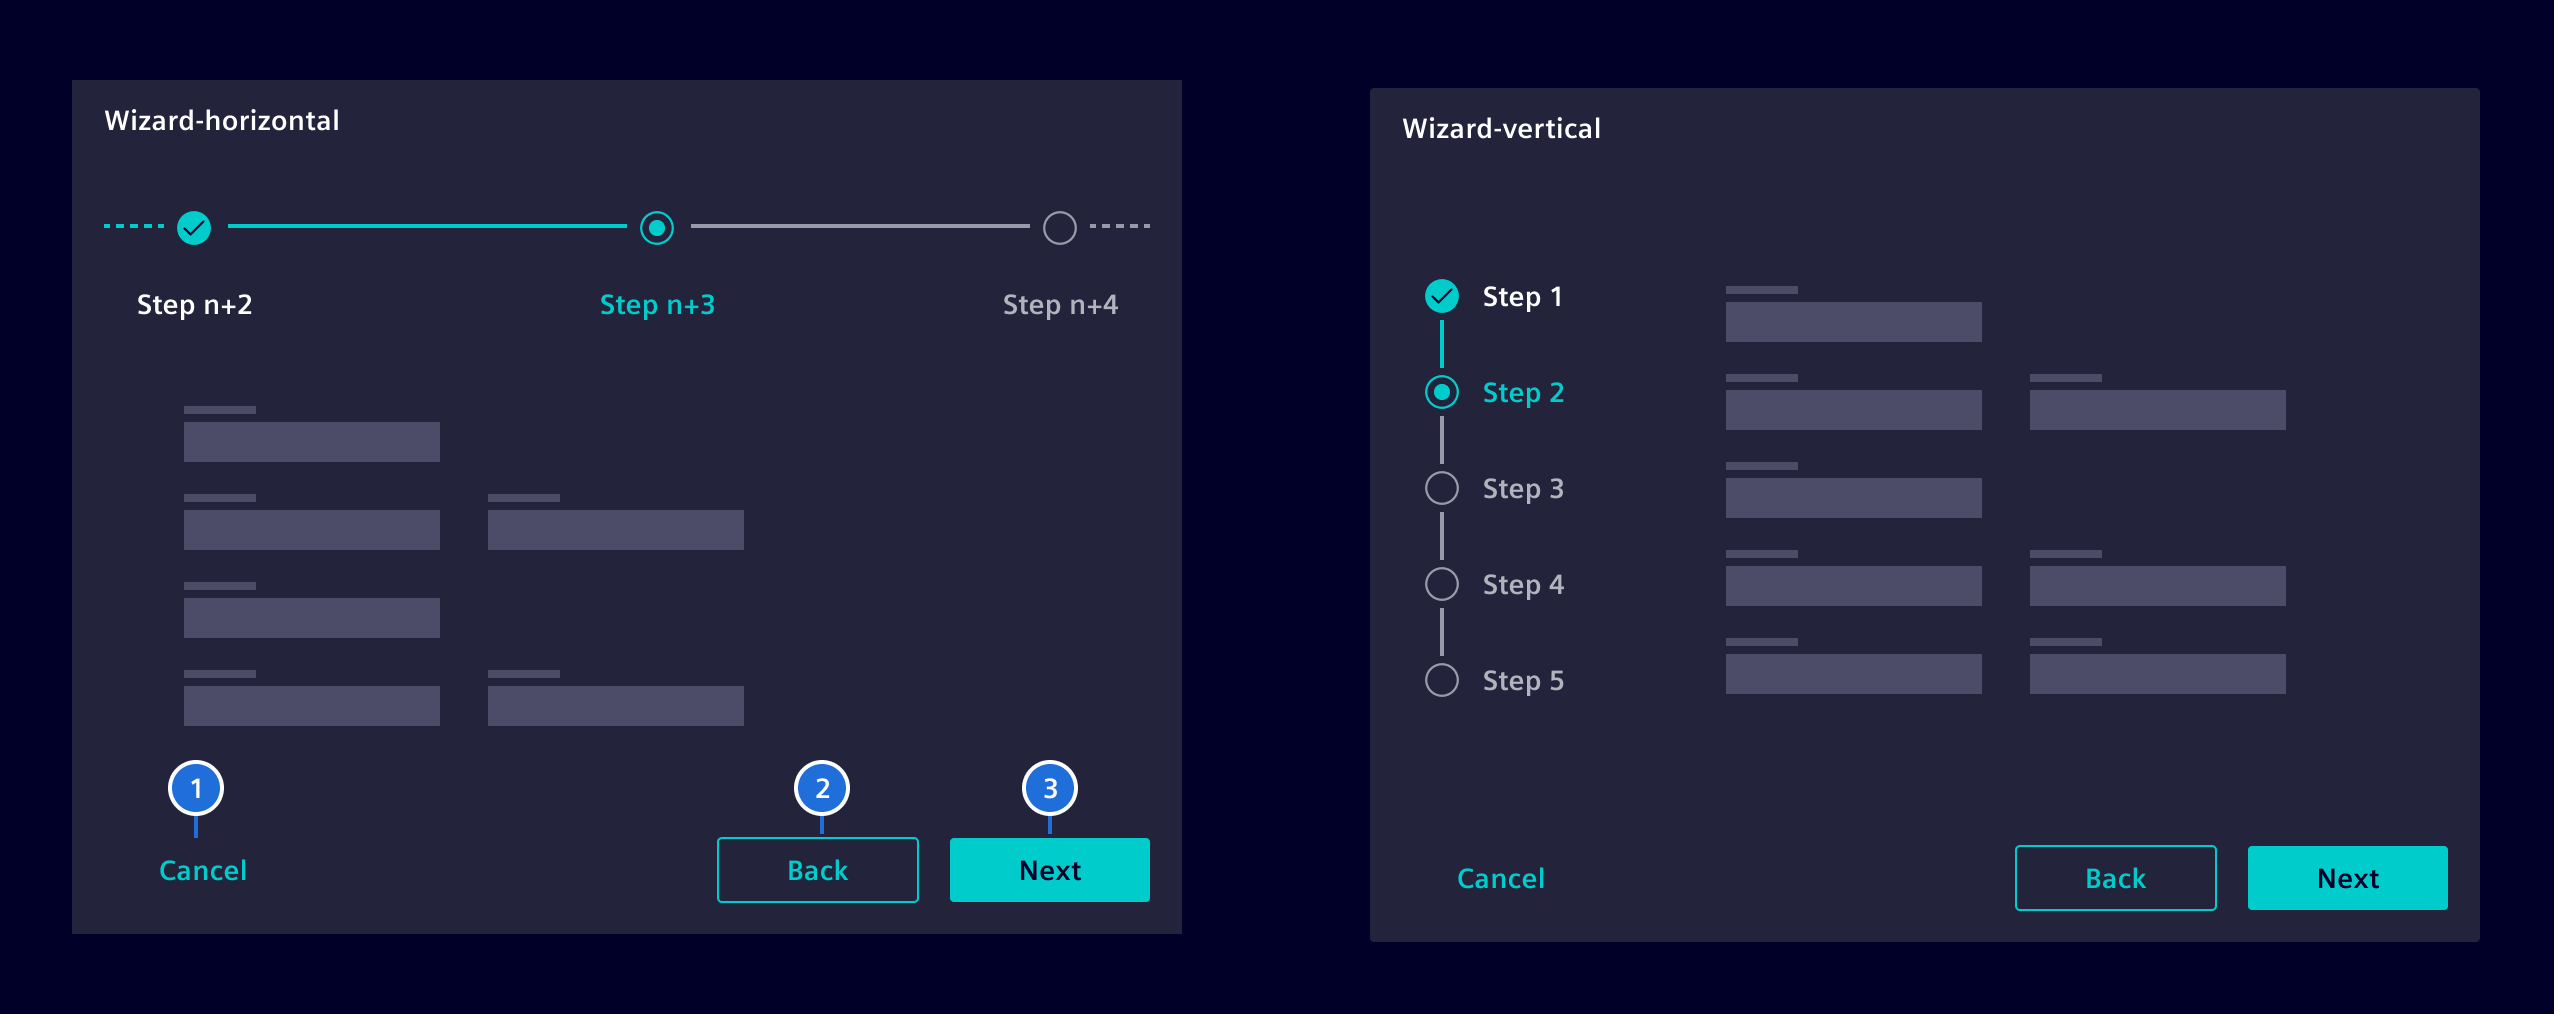 Wizard-horizontal
Step n+2
Step n+3
Step n+4
1
2
3
Cancel
Back
Next
Wizard-vertical
Step 1
Step 2
Step 3
Step 4
Step 5
Cancel
Back
Next